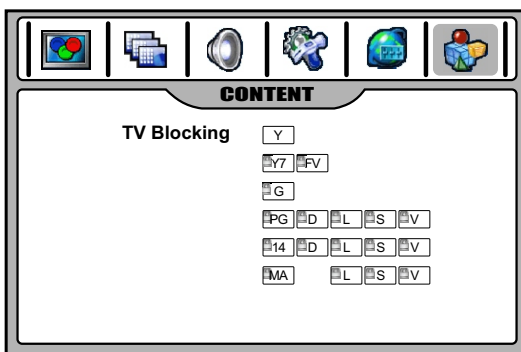 CONTENT
TV Blocking Y
Y7 FV
G
PG D L S V
14 D L S V
MA L S V